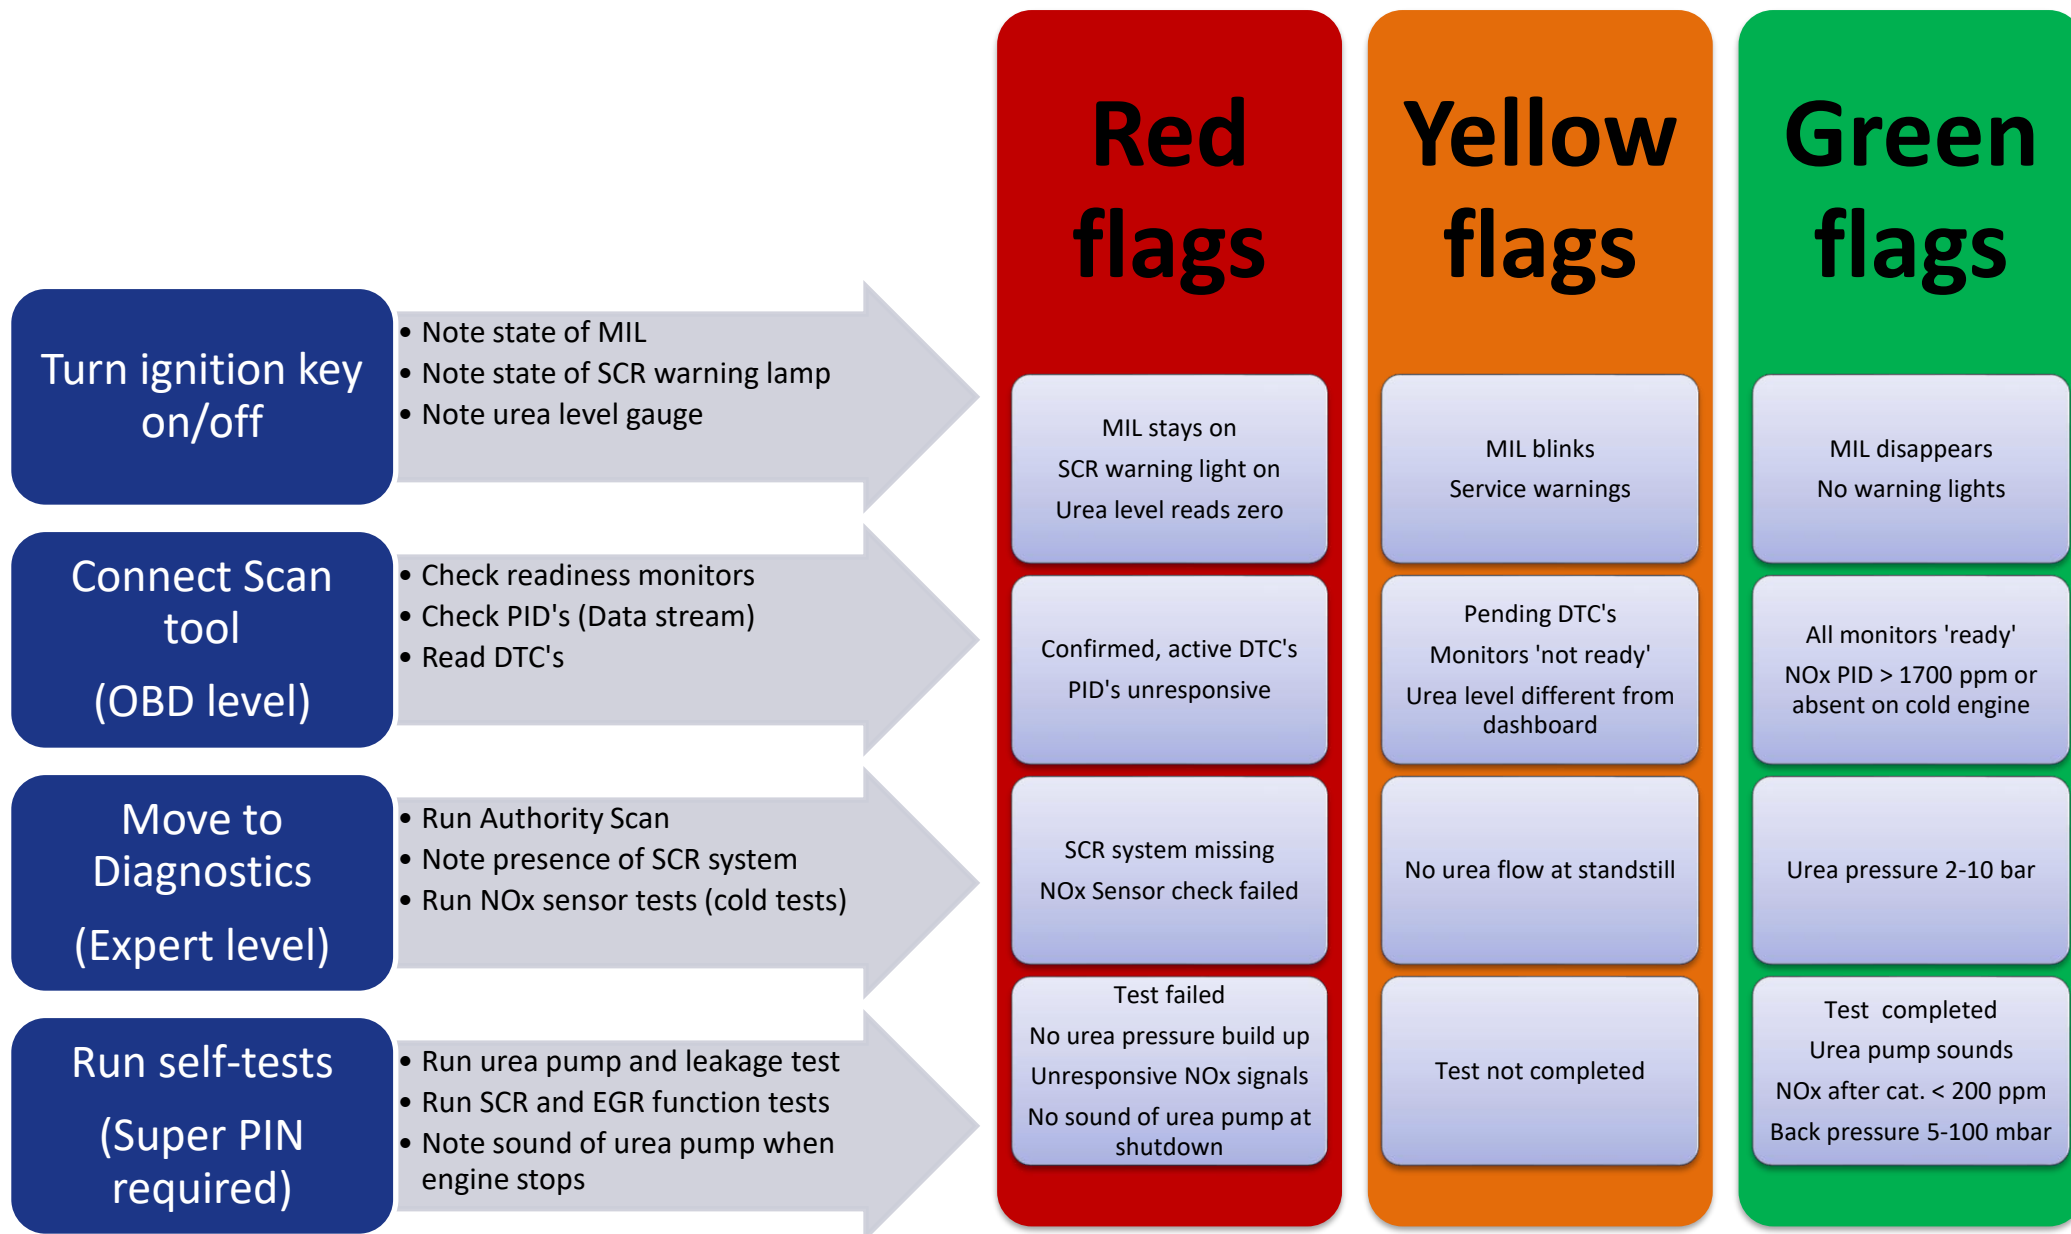 Red
flags
Yellow
flags
Green
flags
Turn ignition key
on/off
• Note state of MIL
• Note state of SCR warning lamp
• Note urea level gauge
MIL stays on
SCR warning light on
Urea level reads zero
MIL blinks
Service warnings
MIL disappears
No warning lights
Connect Scan
tool
(OBD level)
• Check readiness monitors
• Check PID's (Data stream)
• Read DTC's
Confirmed, active DTC's
PID's unresponsive
Pending DTC's
Monitors 'not ready'
Urea level different from
dashboard
All monitors 'ready'
NOx PID > 1700 ppm or
absent on cold engine
Move to
Diagnostics
(Expert level)
• Run Authority Scan
• Note presence of SCR system
• Run NOx sensor tests (cold tests)
SCR system missing
NOx Sensor check failed
No urea flow at standstill
Urea pressure 2-10 bar
Run self-tests
(Super PIN
required)
• Run urea pump and leakage test
• Run SCR and EGR function tests
• Note sound of urea pump when
engine stops
Test failed
No urea pressure build up
Unresponsive NOx signals
No sound of urea pump at
shutdown
Test not completed
Test completed
Urea pump sounds
NOx after cat. < 200 ppm
Back pressure 5-100 mbar